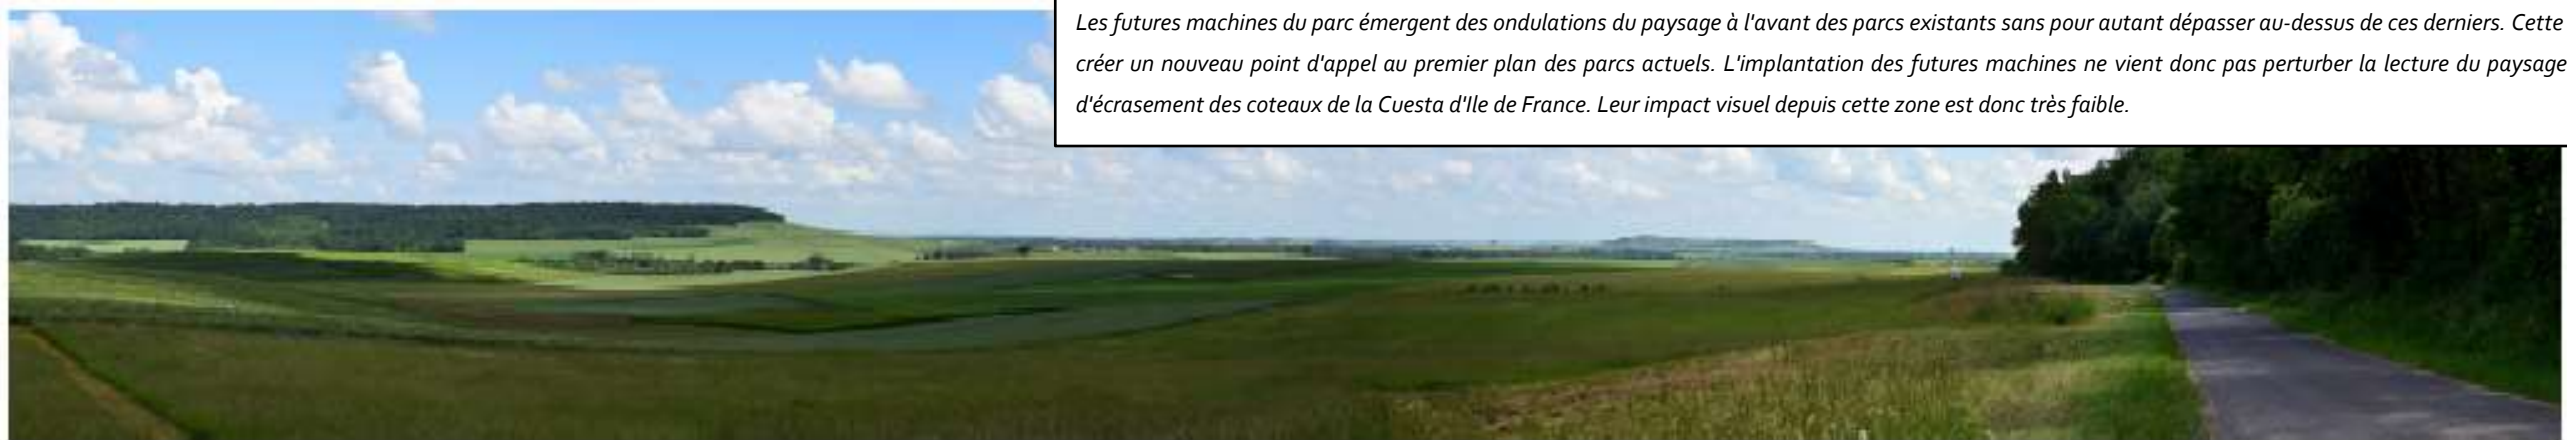 Les futures machines du parc émergent des ondulations du paysage à l'avant des parcs existants sans pour autant dépasser au-dessus de ces derniers. Cette
créer un nouveau point d'appel au premier plan des parcs actuels. L'implantation des futures machines ne vient donc pas perturber la lecture du paysage
d'écrasement des coteaux de la Cuesta d'Ile de France. Leur impact visuel depuis cette zone est donc très faible.